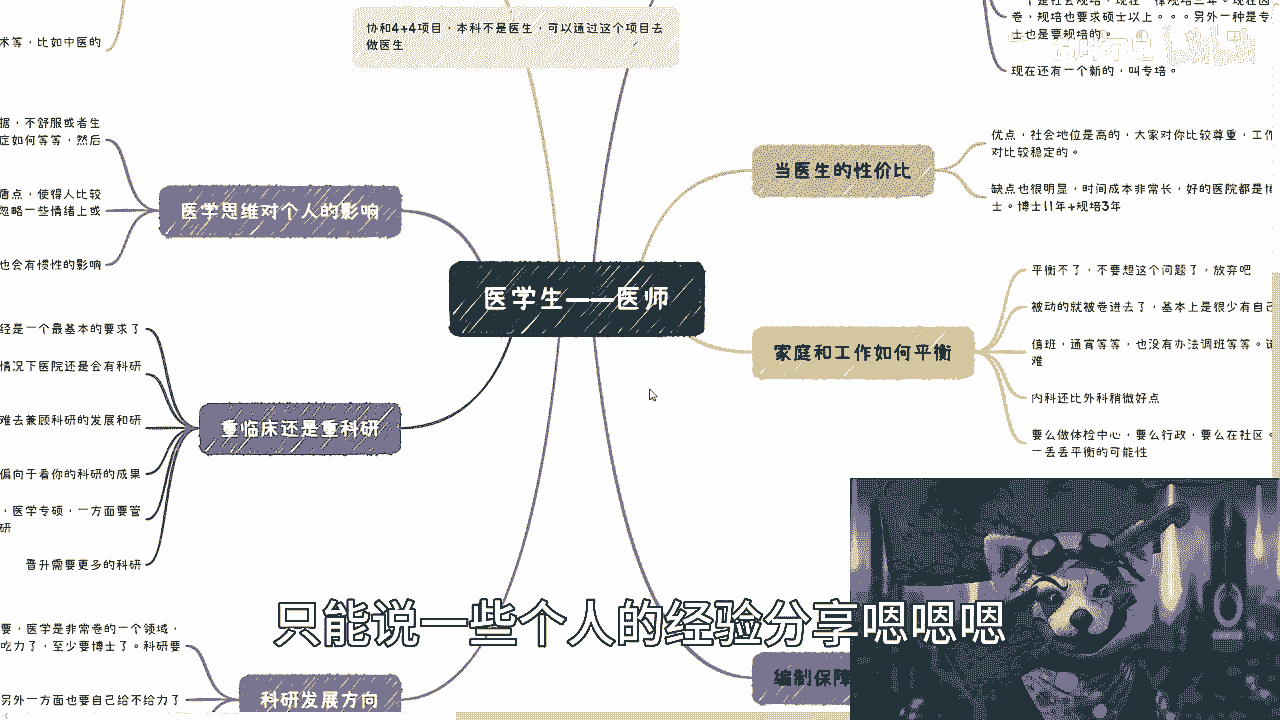 协和4+4项目，本科不是医生，可以通过这个项目去
做医生
卷，规培也要求硕士以上。。。另外一种是专
士也是要规培的。
现在还有一个新的，叫专培。
术等，比如中医的
据，不舒服或者生
症如何等等，然后
痛点，使得人比较
忽略一些情绪上或
也会有惯性的影响
医学思维对个人的影响
当医生的性价比
优点，社会地位是高的，大家对你比较尊重，工作
对比较稳定的。
缺点也很明显，时间成本非常长，好的医院都是博
士。博士11年+规培3年
医学生——医师
家庭和工作如何平衡
平衡不了，不要想这个问题了，放弃吧
被动的就被卷进去了，基本上是很少有自己
值班，通宵等等，也没有办法调班等等。请
难
内科还比外科稍微好点
要么做体检中心，要么行政，要么在社区。
一丢丢平衡的可能性
经是一个最基本的要求了
情况下医院还是会有科研
难去兼顾科研的发展和研
偏向于看你的科研的成果
，医学专硕，一方面要管
研
晋升需要更多的科研
重临床还是重科研
要，医学是非常卷的一个领域，
吃力了，至少要博士了。科研要
另外一方面也要自己给不给力了
科研发展方向
编制保障
只能说一些个人的经验分享嗯嗯嗯